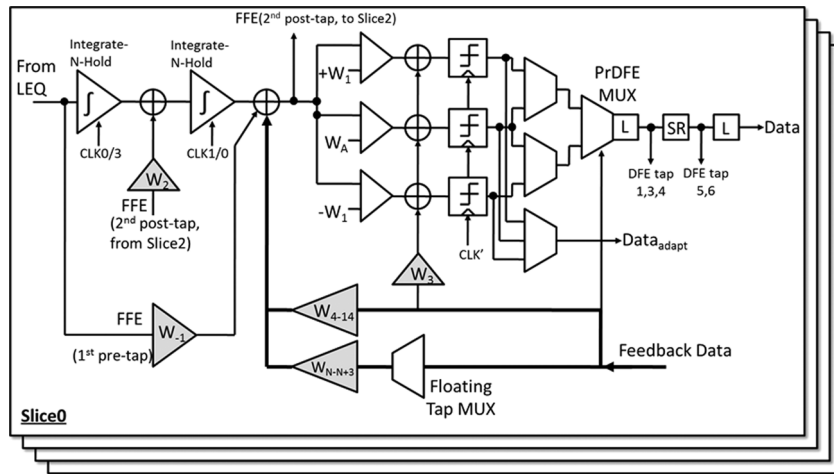 FFE(2nd post-tap, to Slice2)
Integrate-
N-Hold
Integrate-
N-Hold
From
LEQ
∫
∫
CLK0/3
CLK1/0
W2
FFE
(2nd post-tap,
from Slice2)
FFE
(1st pre-tap)
W-1
+W1
WA
-W1
CLK'
W3
W4-14
WN-N+3
Floating
Tap MUX
PrDFE
MUX
L
SR
L
Data
DFE tap
1,3,4
DFE tap
5,6
Dataadapt
Feedback Data
Slice0